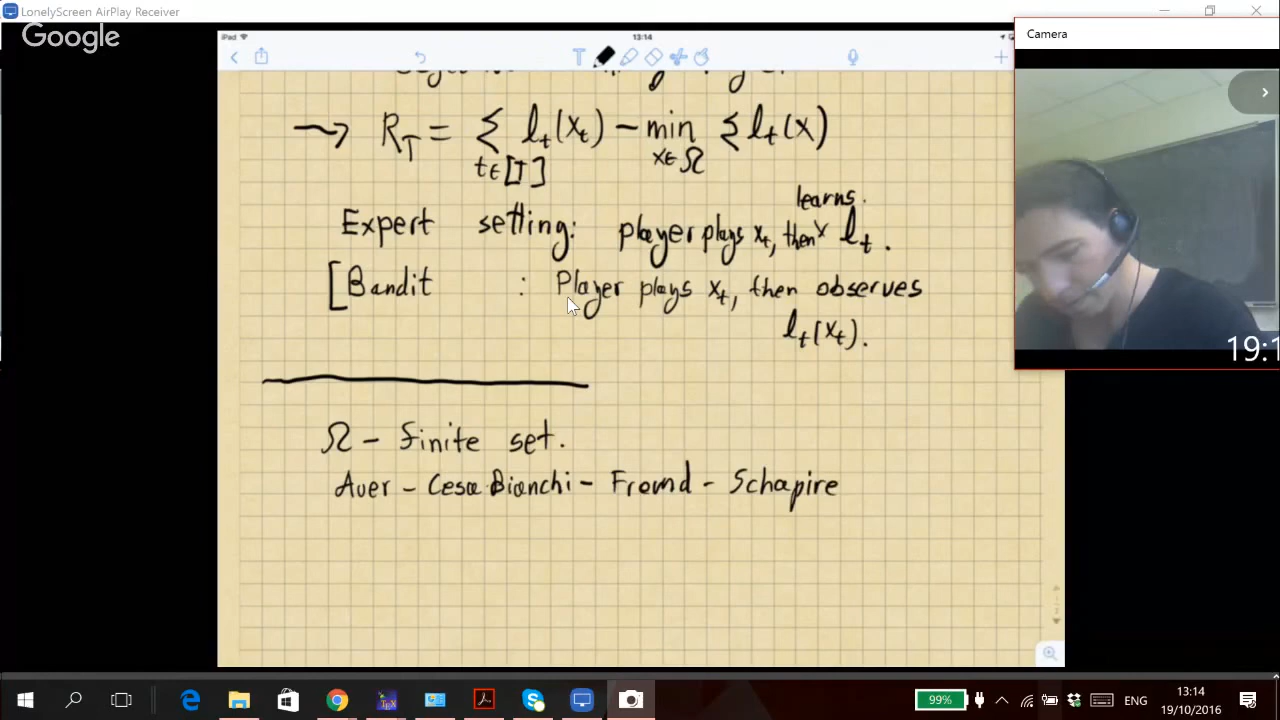 LonelyScreen AirPlay Receiver
Google
iPad
13:14
Camera
→ R_T = Σ_{t∈[T]} l_t(x_t) − min_{x∈Ω} Σ l_t(x)
Expert setting: player plays x_t, then learns l_t.
[Bandit : Player plays x_t, then observes
l_t(x_t).
19:1
Ω – finite set.
Auer – Cesa Bianchi – Fremd – Schapire
99%
ENG
13:14
19/10/2016